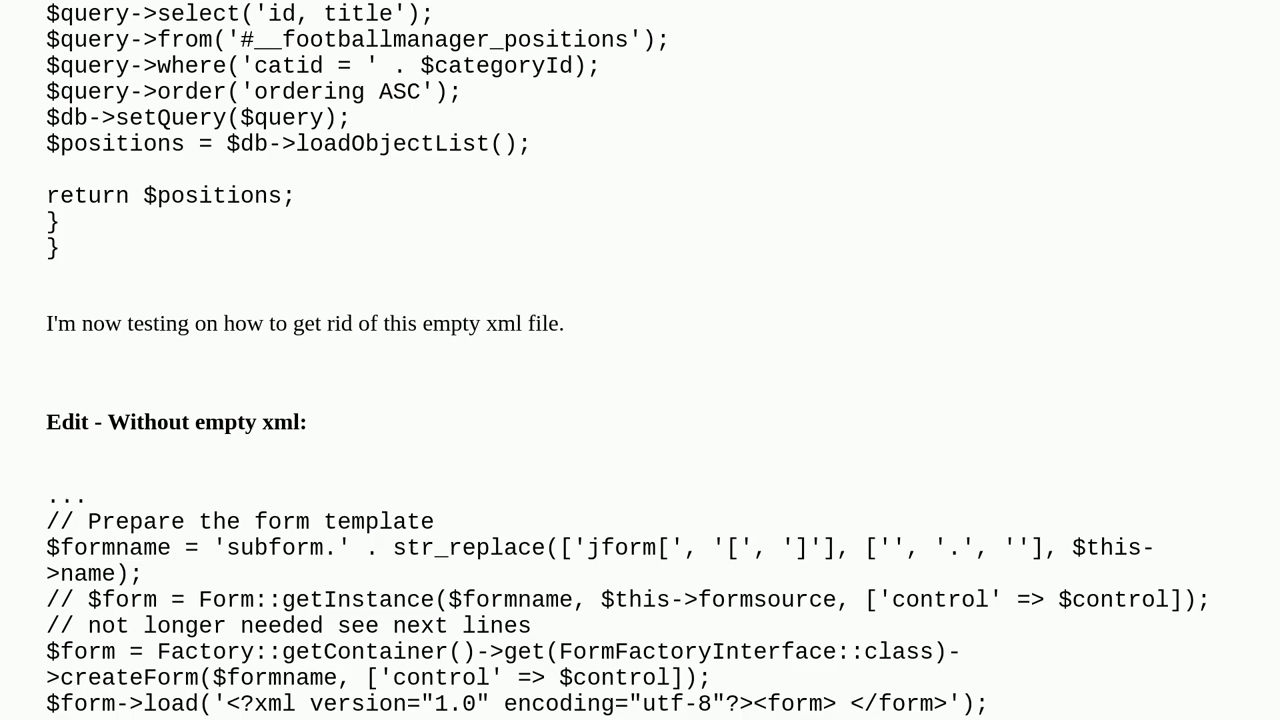 $query->select('id, title');
$query->from('#__footballmanager_positions');
$query->where('catid = ' . $categoryId);
$query->order('ordering ASC');
$db->setQuery($query);
$positions = $db->loadObjectList();
return $positions;
}
}
I'm now testing on how to get rid of this empty xml file.
Edit - Without empty xml:
...
// Prepare the form template
$formname = 'subform.' . str_replace(['jform[', '[', ']'], ['', '.', ''], $this-
>name);
// $form = Form::getInstance($formname, $this->formsource, ['control' => $control]);
// not longer needed see next lines
$form = Factory::getContainer()->get(FormFactoryInterface::class)-
>createForm($formname, ['control' => $control]);
$form->load('<?xml version="1.0" encoding="utf-8"?><form> </form>');